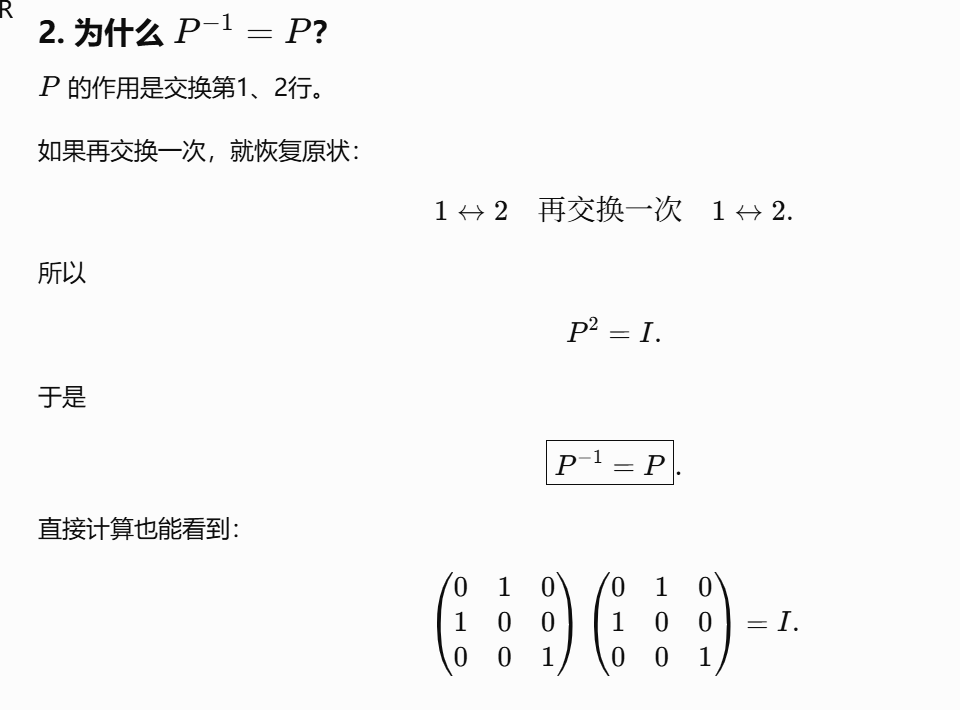 R
2. 为什么 P⁻¹ = P？
P 的作用是交换第1、2行。
如果再交换一次，就恢复原状：
1 ↔ 2 再交换一次 1 ↔ 2.
所以
P² = I.
于是
P⁻¹ = P.
直接计算也能看到：
0 1 0 0 1 0
1 0 0 1 0 0 = I.
0 0 1 0 0 1